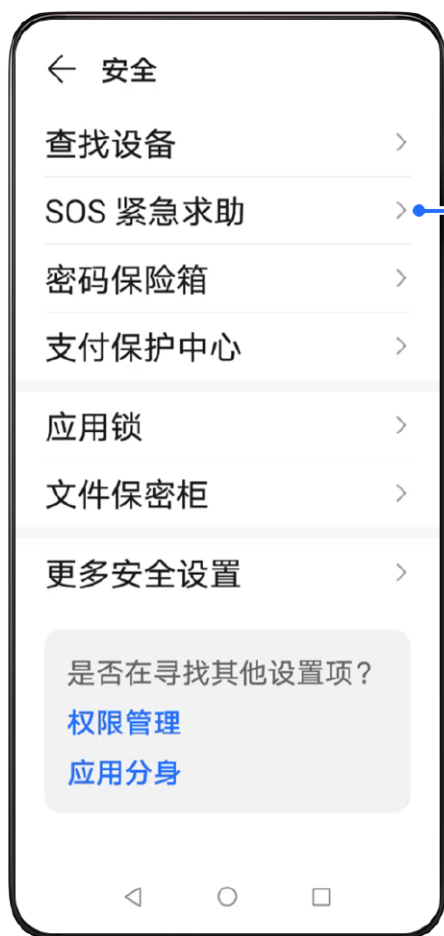 安全
查找设备
SOS 紧急求助
密码保险箱
支付保护中心
应用锁
文件保密柜
更多安全设置
是否在寻找其他设置项？
权限管理
应用分身